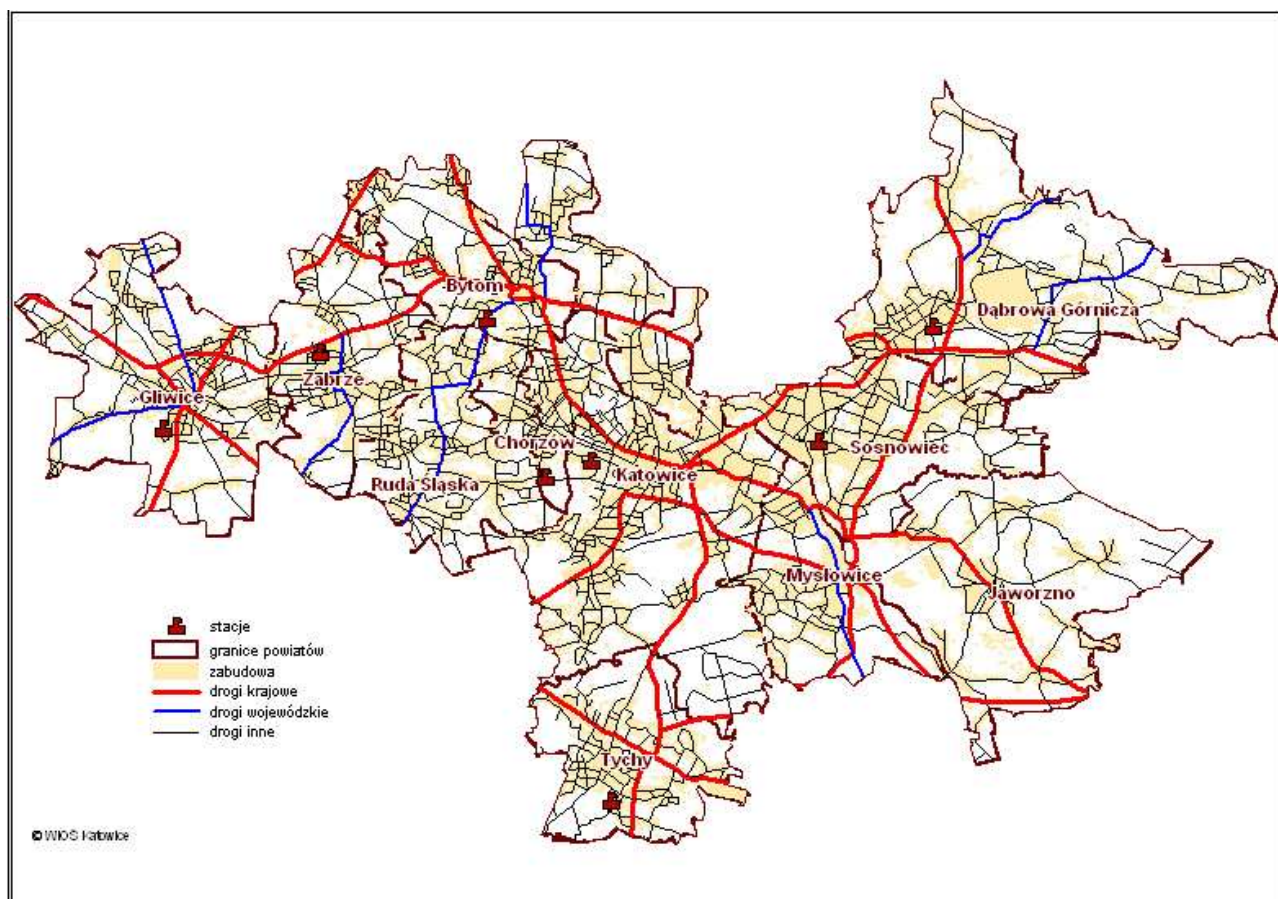 Bytom
Dąbrowa Górnicza
Zabrze
Gliwice
Chorzów
Sosnowiec
Katowice
Ruda Śląska
Mysłowice
Jaworzno
Tychy
stacje
granice powiatów
zabudowa
drogi krajowe
drogi wojewódzkie
drogi inne
© WIOŚ Katowice